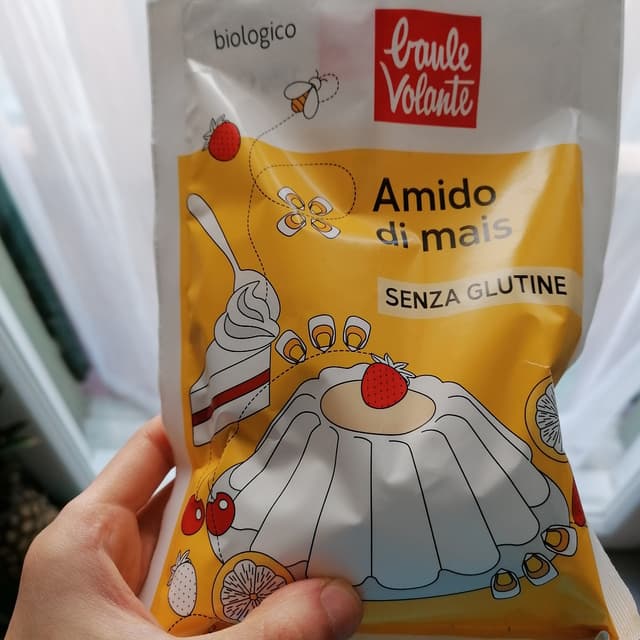 biologico
baule
Volante
Amido
di mais
SENZA GLUTINE